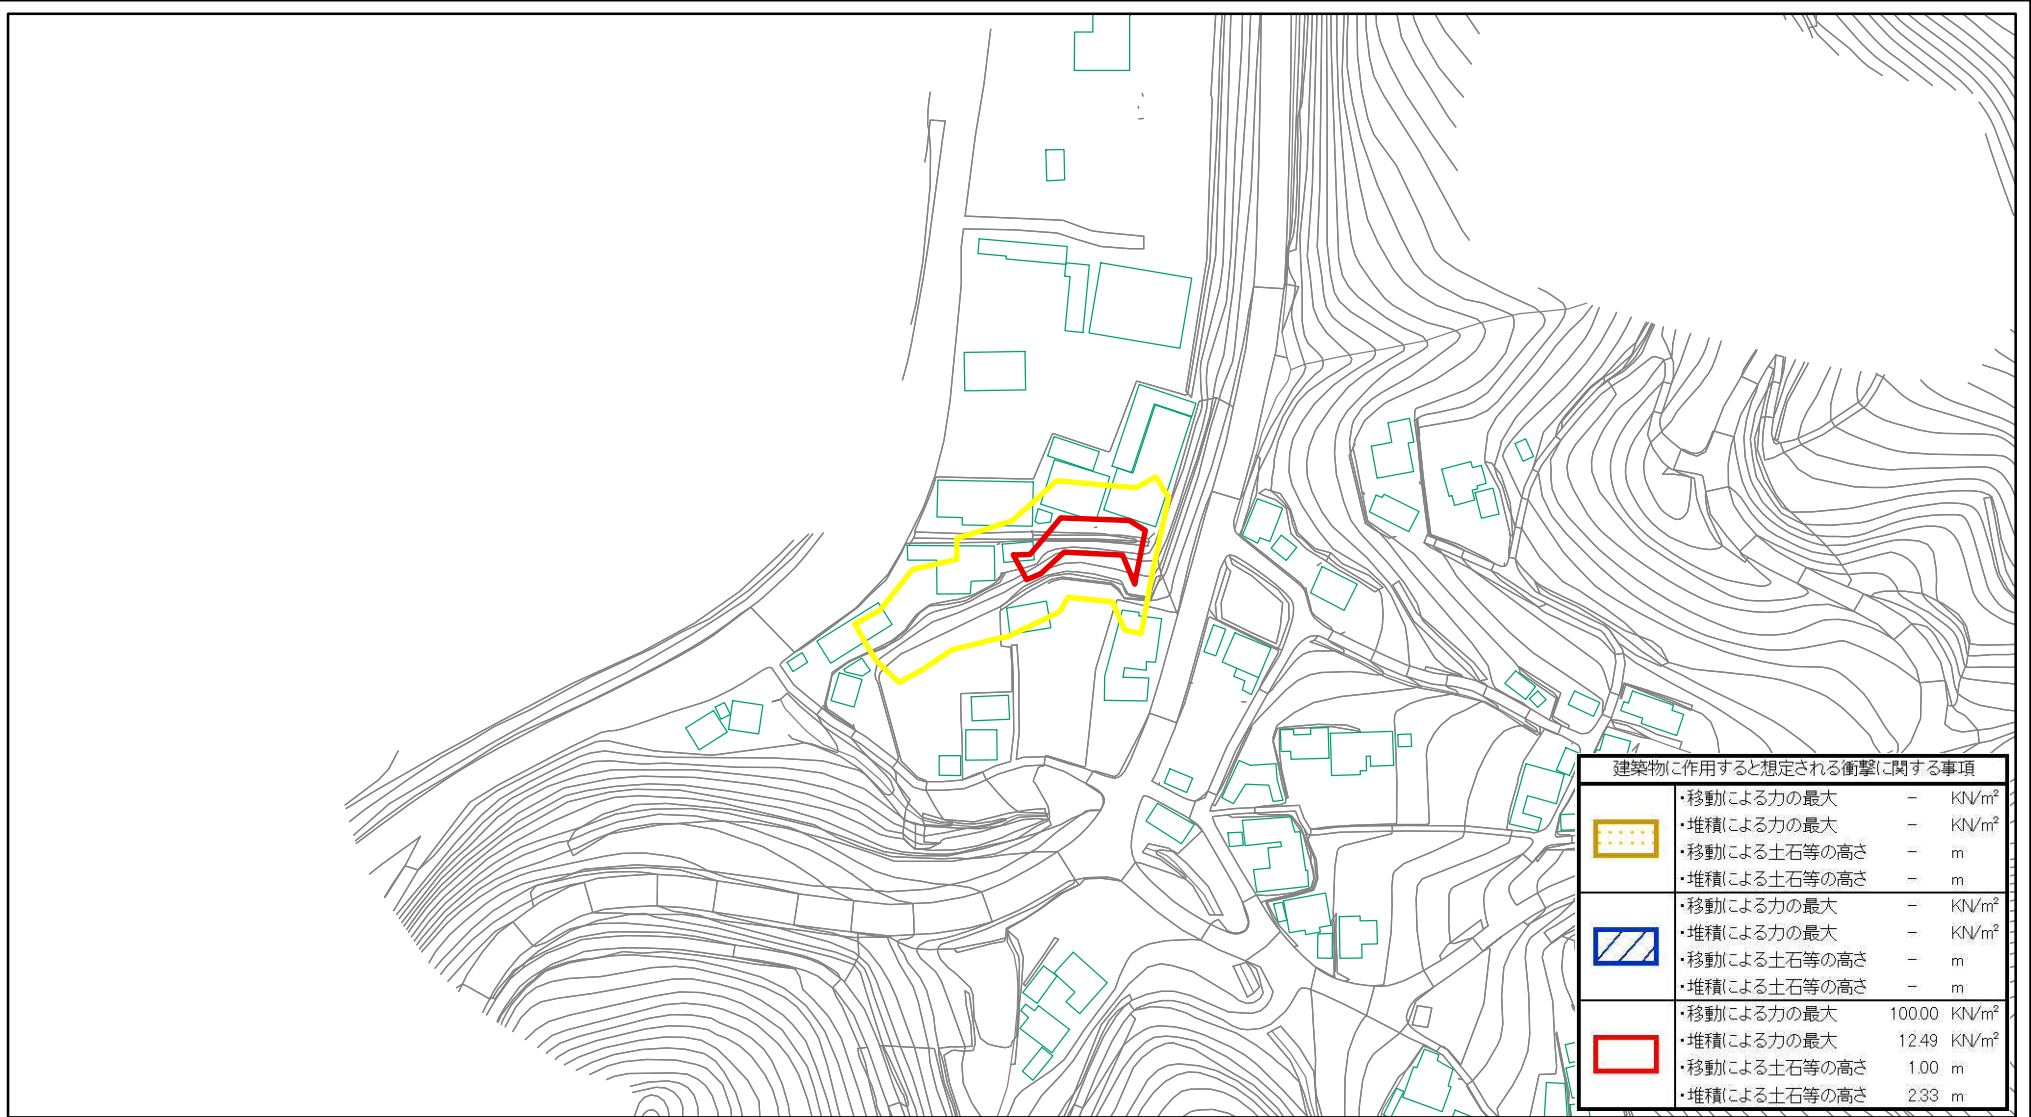 建築物に作用すると想定される衝撃に関する事項
・移動による力の最大 － KN/m²
・堆積による力の最大 － KN/m²
・移動による土石等の高さ － m
・堆積による土石等の高さ － m
・移動による力の最大 － KN/m²
・堆積による力の最大 － KN/m²
・移動による土石等の高さ － m
・堆積による土石等の高さ － m
・移動による力の最大 100.00 KN/m²
・堆積による力の最大 12.49 KN/m²
・移動による土石等の高さ 1.00 m
・堆積による土石等の高さ 2.33 m